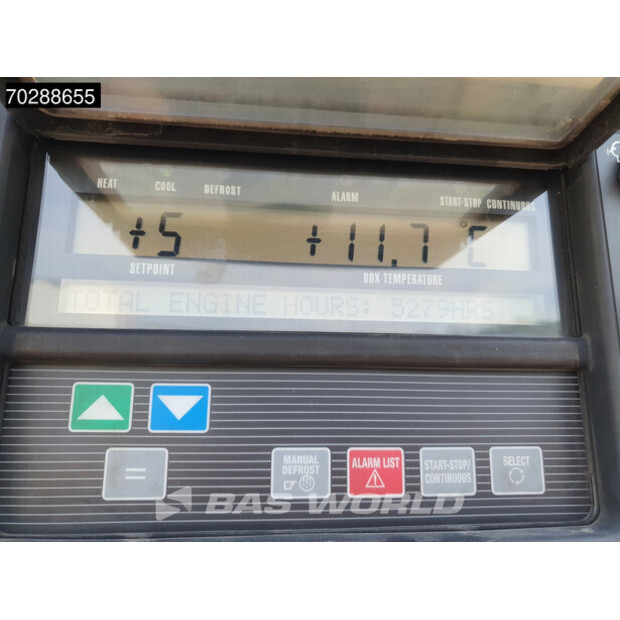 70288655
HEAT COOL DEFROST ALARM START-STOP CONTINUOUS
+5 +11.7 °C
SETPOINT BOX TEMPERATURE
TOTAL ENGINE HOURS: 5279HRS
MANUAL
DEFROST
ALARM LIST
START-STOP/
CONTINUOUS
SELECT
=
BAS WORLD